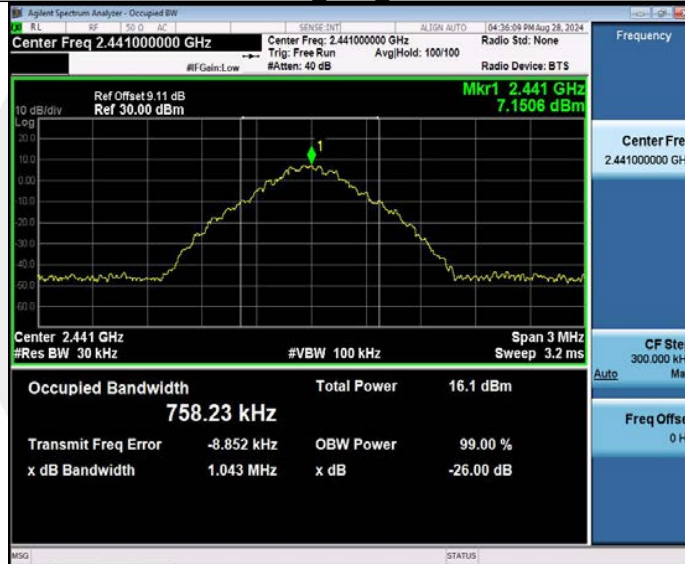 Agilent Spectrum Analyzer - Occupied BW
RL RF 50 Ω AC SENSE:INT ALIGN AUTO 04:36:09 PM Aug 28, 2024
Center Freq 2.441000000 GHz
Center Freq: 2.441000000 GHz
Radio Std: None
Trig: Free Run Avg|Hold: 100/100
#IFGain:Low #Atten: 40 dB Radio Device: BTS
Frequency
Ref Offset 9.11 dB
10 dB/div Ref 30.00 dBm
Mkr1 2.441 GHz
7.1506 dBm
Log
20.0
10.0
0.00
-10.0
-20.0
-30.0
-40.0
-50.0
-60.0
1
Center 2.441 GHz Span 3 MHz
#Res BW 30 kHz #VBW 100 kHz Sweep 3.2 ms
Occupied Bandwidth Total Power 16.1 dBm
758.23 kHz
Transmit Freq Error -8.852 kHz OBW Power 99.00 %
x dB Bandwidth 1.043 MHz x dB -26.00 dB
Center Fre
2.441000000 GH
CF Ste
300.000 kH
Auto Ma
Freq Offse
0 H
MSG STATUS